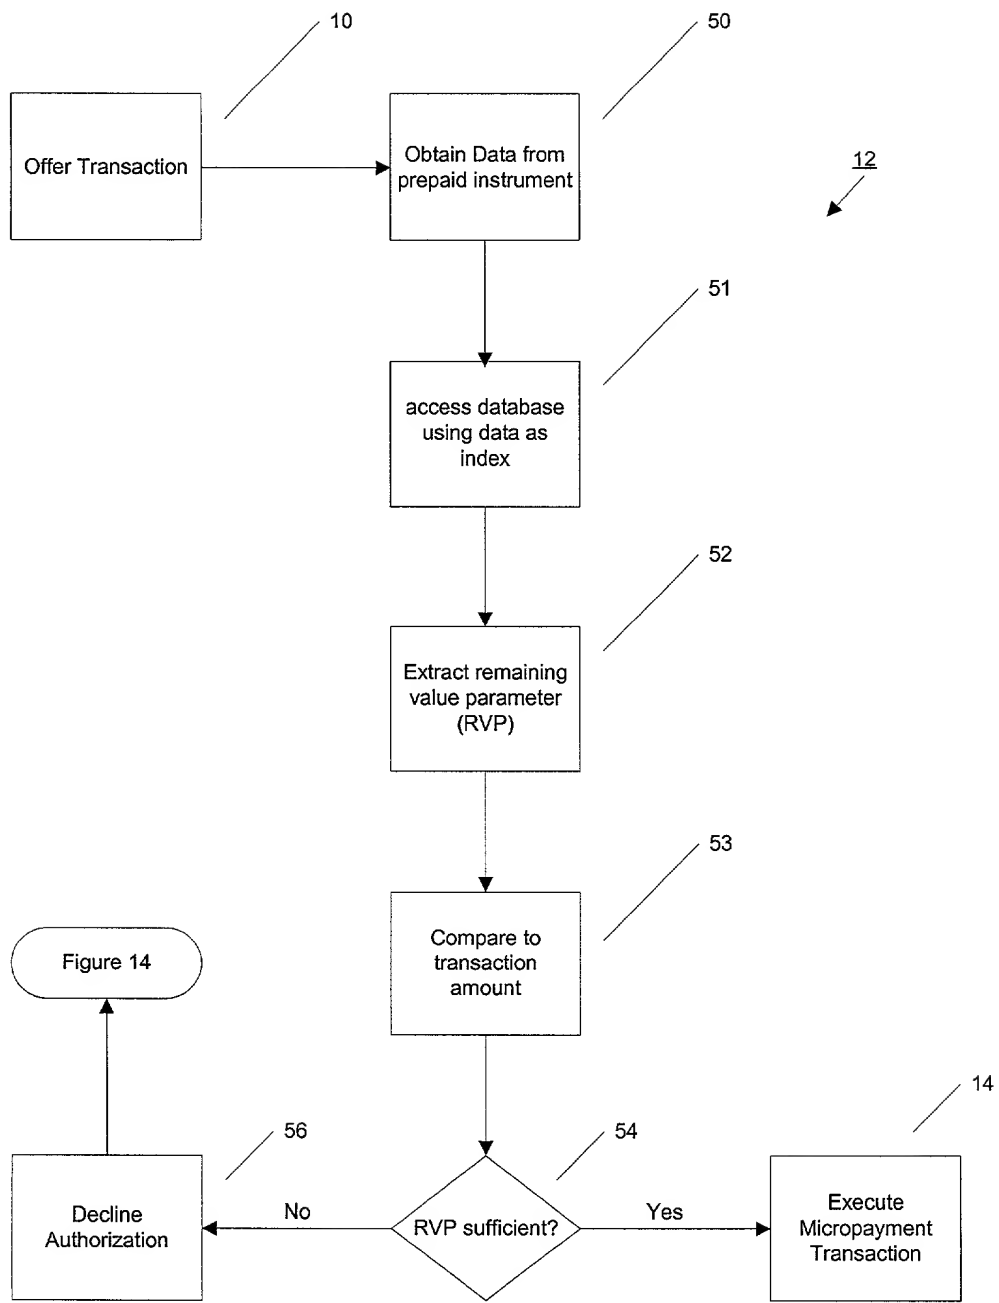 10
50
Offer Transaction
Obtain Data from
prepaid instrument
12
51
access database
using data as
index
52
Extract remaining
value parameter
(RVP)
53
Compare to
transaction
amount
Figure 14
14
56
54
Decline
Authorization
No
RVP sufficient?
Yes
Execute
Micropayment
Transaction